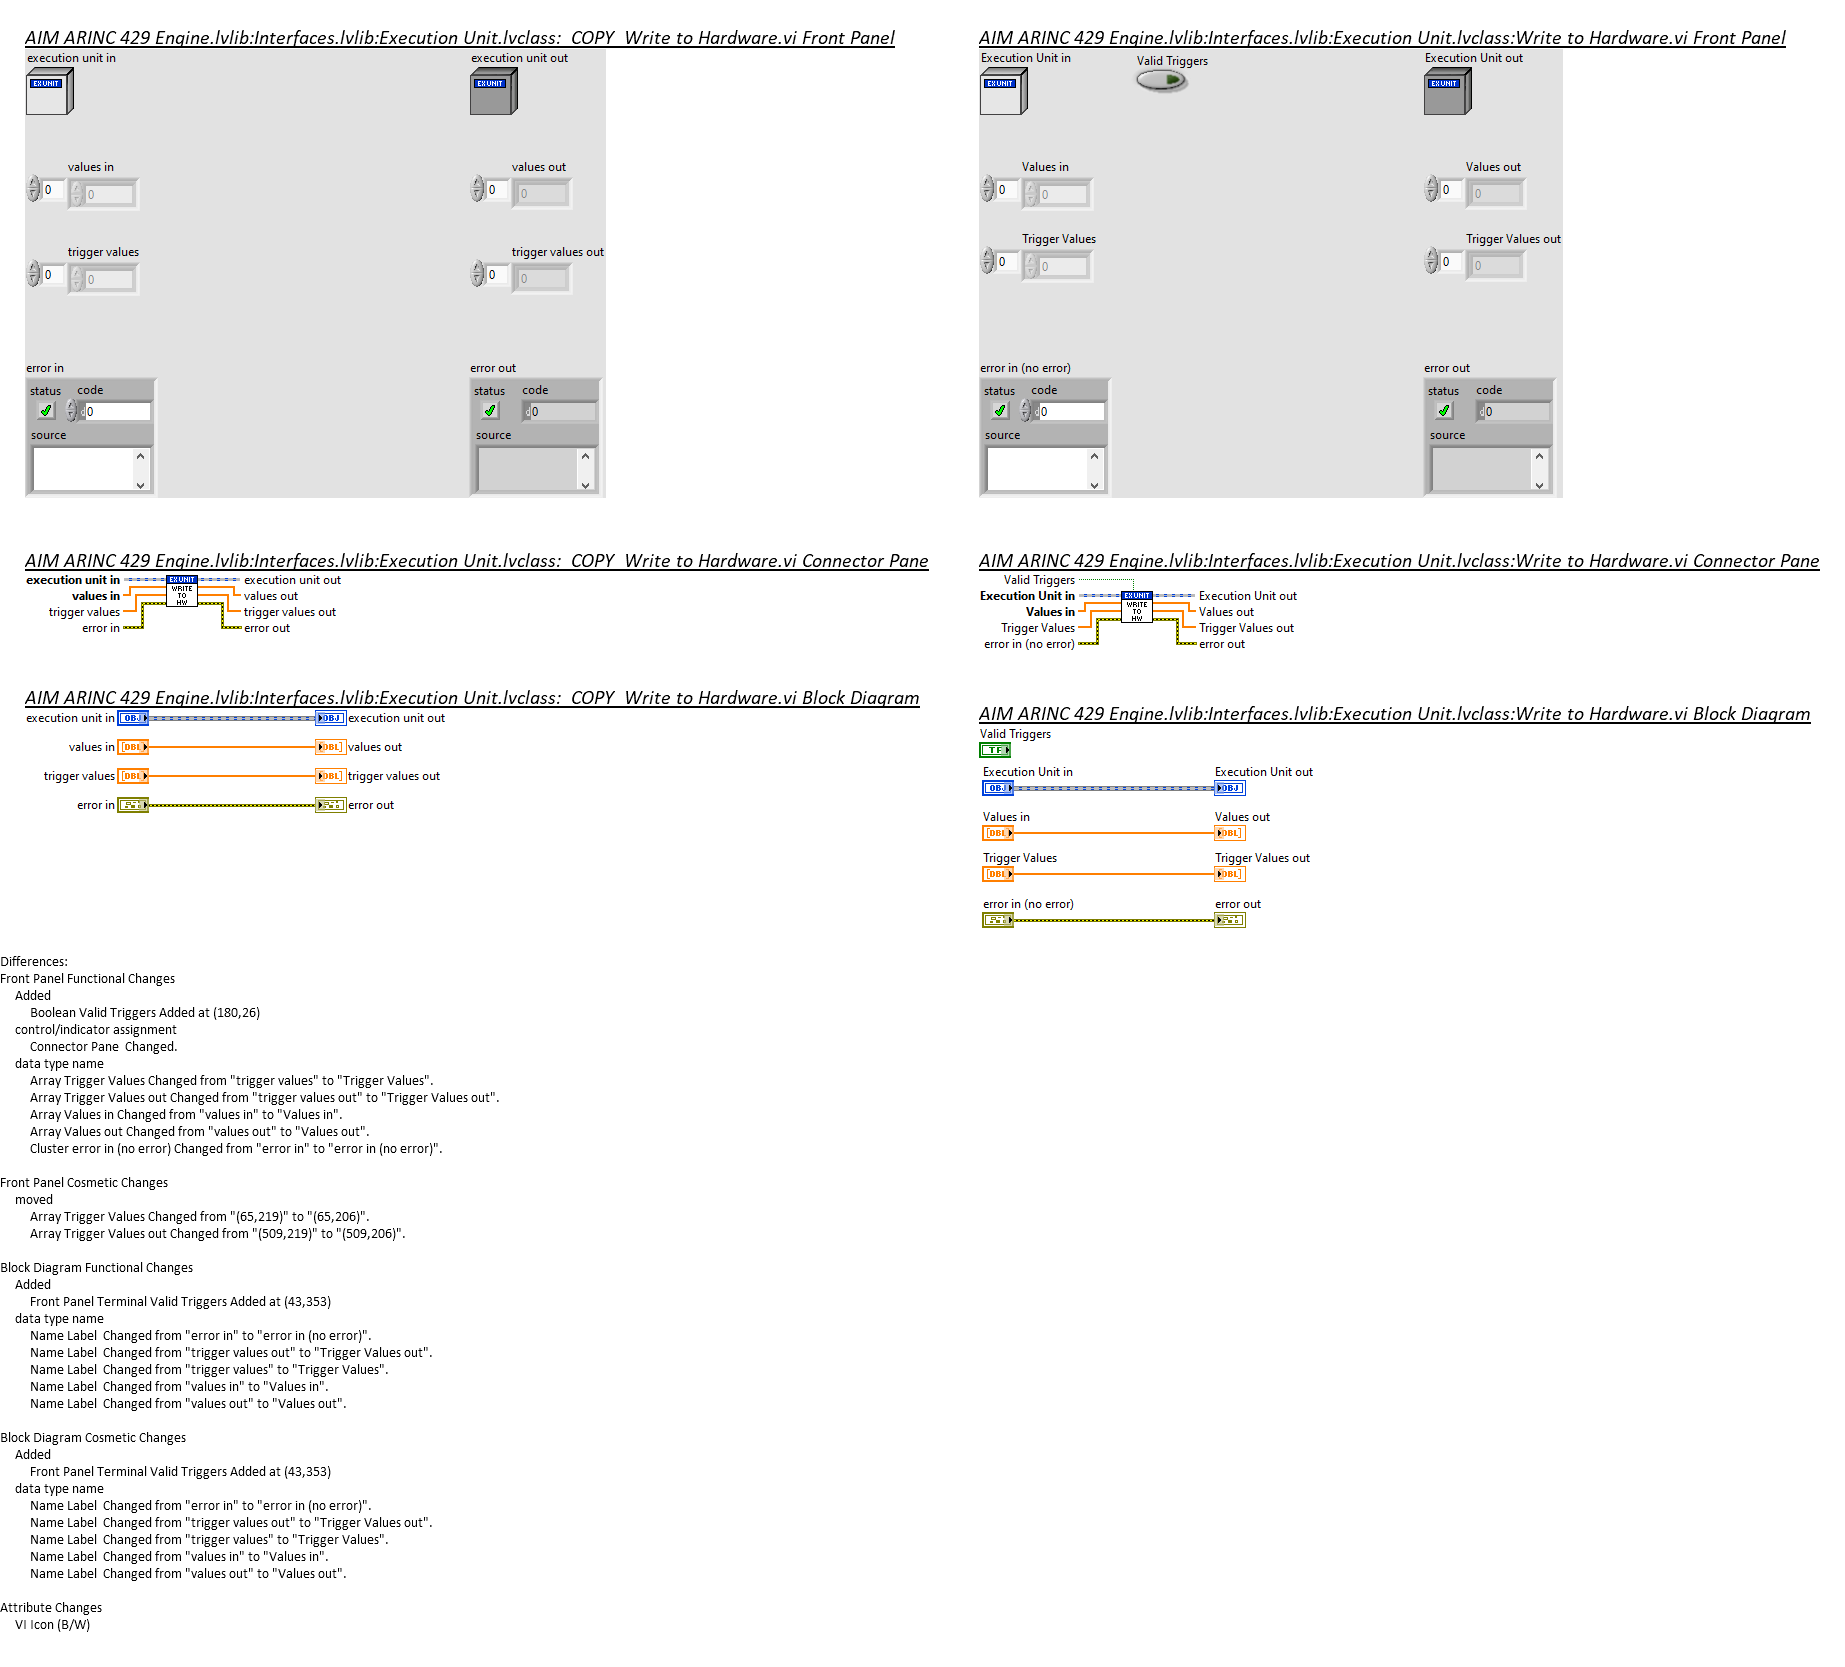 AIM ARINC 429 Engine.lvlib:Interfaces.lvlib:Execution Unit.lvclass:_COPY_Write to Hardware.vi Front Panel
execution unit in
execution unit out
EX UNIT
EX UNIT
values in
values out
0
0
0
0
trigger values
trigger values out
0
0
0
0
error in
error out
status
code
status
code
d0
d0
source
source
AIM ARINC 429 Engine.lvlib:Interfaces.lvlib:Execution Unit.lvclass:Write to Hardware.vi Front Panel
Execution Unit in
Valid Triggers
Execution Unit out
EX UNIT
EX UNIT
Values in
Values out
0
0
0
0
Trigger Values
Trigger Values out
0
0
0
0
error in (no error)
error out
status
code
status
code
d0
d0
source
source
AIM ARINC 429 Engine.lvlib:Interfaces.lvlib:Execution Unit.lvclass:_COPY_Write to Hardware.vi Connector Pane
execution unit in
EX UNIT
execution unit out
values in
WRITE
values out
trigger values
TO
trigger values out
HW
error in
error out
AIM ARINC 429 Engine.lvlib:Interfaces.lvlib:Execution Unit.lvclass:Write to Hardware.vi Connector Pane
Valid Triggers
Execution Unit in
EX UNIT
Execution Unit out
Values in
WRITE
Values out
Trigger Values
TO
Trigger Values out
HW
error in (no error)
error out
AIM ARINC 429 Engine.lvlib:Interfaces.lvlib:Execution Unit.lvclass:_COPY_Write to Hardware.vi Block Diagram
execution unit in OBJ OBJ execution unit out
values in [DBL] [DBL] values out
trigger values [DBL] [DBL] trigger values out
error in error out
AIM ARINC 429 Engine.lvlib:Interfaces.lvlib:Execution Unit.lvclass:Write to Hardware.vi Block Diagram
Valid Triggers
TF
Execution Unit in
Execution Unit out
OBJ
OBJ
Values in
Values out
[DBL]
[DBL]
Trigger Values
Trigger Values out
[DBL]
[DBL]
error in (no error)
error out
Differences:
Front Panel Functional Changes
Added
Boolean Valid Triggers Added at (180,26)
control/indicator assignment
Connector Pane  Changed.
data type name
Array Trigger Values Changed from "trigger values" to "Trigger Values".
Array Trigger Values out Changed from "trigger values out" to "Trigger Values out".
Array Values in Changed from "values in" to "Values in".
Array Values out Changed from "values out" to "Values out".
Cluster error in (no error) Changed from "error in" to "error in (no error)".
Front Panel Cosmetic Changes
moved
Array Trigger Values Changed from "(65,219)" to "(65,206)".
Array Trigger Values out Changed from "(509,219)" to "(509,206)".
Block Diagram Functional Changes
Added
Front Panel Terminal Valid Triggers Added at (43,353)
data type name
Name Label  Changed from "error in" to "error in (no error)".
Name Label  Changed from "trigger values out" to "Trigger Values out".
Name Label  Changed from "trigger values" to "Trigger Values".
Name Label  Changed from "values in" to "Values in".
Name Label  Changed from "values out" to "Values out".
Block Diagram Cosmetic Changes
Added
Front Panel Terminal Valid Triggers Added at (43,353)
data type name
Name Label  Changed from "error in" to "error in (no error)".
Name Label  Changed from "trigger values out" to "Trigger Values out".
Name Label  Changed from "trigger values" to "Trigger Values".
Name Label  Changed from "values in" to "Values in".
Name Label  Changed from "values out" to "Values out".
Attribute Changes
VI Icon (B/W)